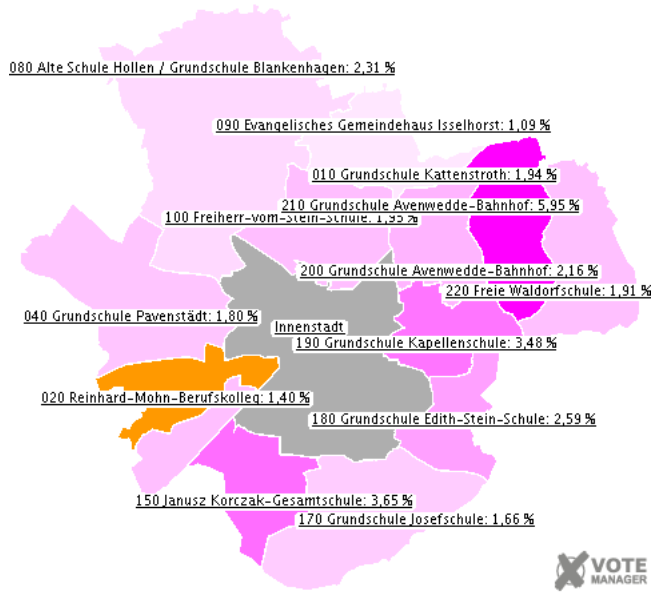 080 Alte Schule Hollen / Grundschule Blankenhagen: 2,31 %
090 Evangelisches Gemeindehaus Isselhorst: 1,09 %
010 Grundschule Kattenstroth: 1,94 %
210 Grundschule Avenwedde-Bahnhof: 5,95 %
100 Freiherr-vom-Stein-Schule: 1,95 %
200 Grundschule Avenwedde-Bahnhof: 2,16 %
220 Freie Waldorfschule: 1,91 %
040 Grundschule Pavenstädt: 1,80 %
Innenstadt
190 Grundschule Kapellenschule: 3,48 %
020 Reinhard-Mohn-Berufskolleg: 1,40 %
180 Grundschule Edith-Stein-Schule: 2,59 %
150 Janusz Korczak-Gesamtschule: 3,65 %
170 Grundschule Josefschule: 1,66 %
VOTE
MANAGER